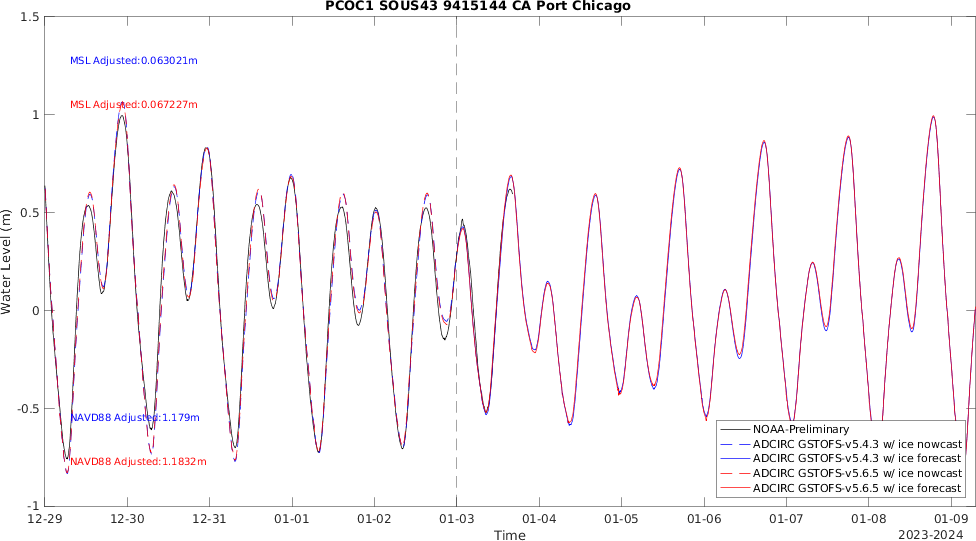 PCOC1 SOUS43 9415144 CA Port Chicago
1.5
1
0.5
0
-0.5
-1
Water Level (m)
MSL Adjusted:0.063021m
MSL Adjusted:0.067227m
NAVD88 Adjusted:1.179m
NAVD88 Adjusted:1.1832m
NOAA-Preliminary
ADCIRC GSTOFS-v5.4.3 w/ ice nowcast
ADCIRC GSTOFS-v5.4.3 w/ ice forecast
ADCIRC GSTOFS-v5.6.5 w/ ice nowcast
ADCIRC GSTOFS-v5.6.5 w/ ice forecast
12-29 12-30 12-31 01-01 01-02 01-03 01-04 01-05 01-06 01-07 01-08 01-09
Time
2023-2024